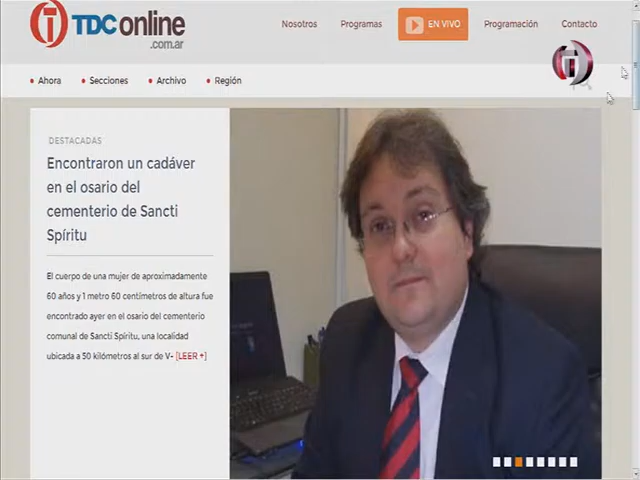 TDConline
.com.ar
Nosotros
Programas
EN VIVO
Programación
Contacto
Ahora
Secciones
Archivo
Región
DESTACADAS
Encontraron un cadáver
en el osario del
cementerio de Sancti
Spíritu
El cuerpo de una mujer de aproximadamente
60 años y 1 metro 60 centímetros de altura fue
encontrado ayer en el osario del cementerio
comunal de Sancti Spíritu, una localidad
ubicada a 50 kilómetros al sur de V- [LEER +]